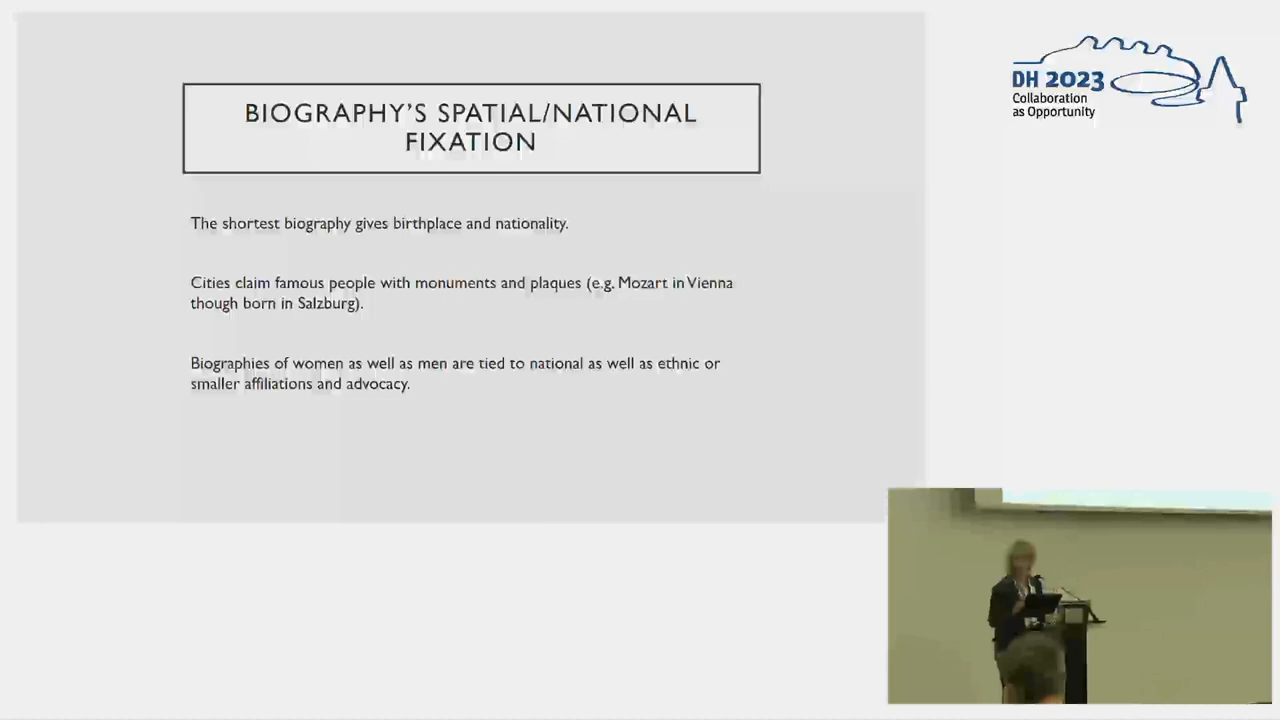 BIOGRAPHY'S SPATIAL/NATIONAL
FIXATION
The shortest biography gives birthplace and nationality.
Cities claim famous people with monuments and plaques (e.g. Mozart in Vienna
though born in Salzburg).
Biographies of women as well as men are tied to national as well as ethnic or
smaller affiliations and advocacy.
DH 2023
Collaboration
as Opportunity